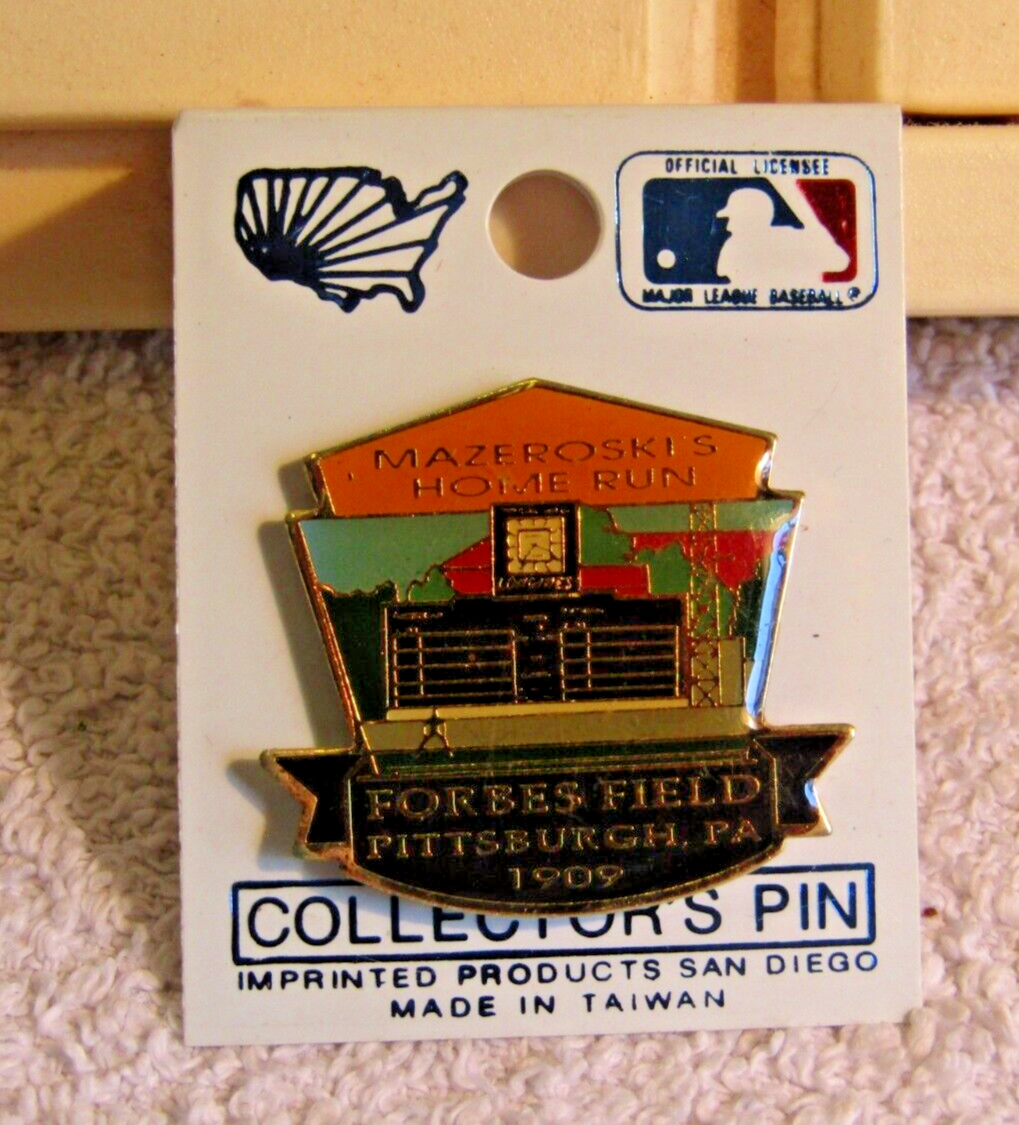 OFFICIAL LICENSEE
MAJOR LEAGUE BASEBALL®
MAZEROSKI'S
HOME RUN
LONGINES
FORBES FIELD
PITTSBURGH, PA
1909
COLLECTOR'S PIN
IMPRINTED PRODUCTS SAN DIEGO
MADE IN TAIWAN